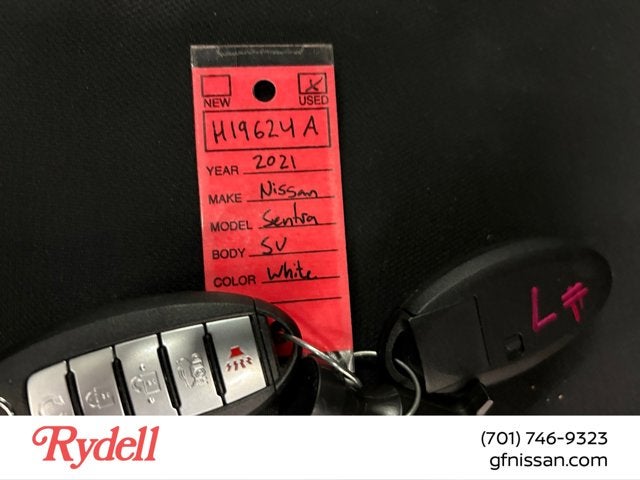 NEW USED
H19624A
YEAR 2021
MAKE Nissan
MODEL Sentra
BODY SV
COLOR White
L#
Rydell
(701) 746-9323
gfnissan.com